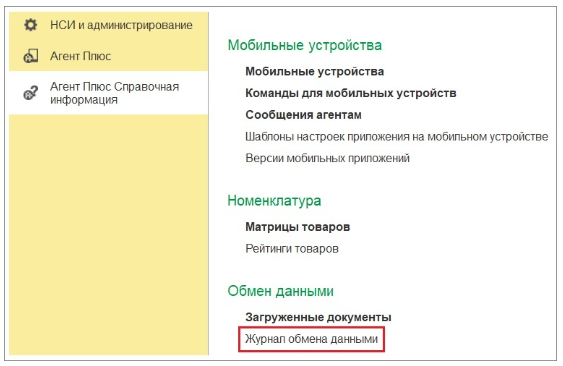 НСИ и администрирование
Агент Плюс
Агент Плюс Справочная
информация
Мобильные устройства
Мобильные устройства
Команды для мобильных устройств
Сообщения агентам
Шаблоны настроек приложения на мобильном устройстве
Версии мобильных приложений
Номенклатура
Матрицы товаров
Рейтинги товаров
Обмен данными
Загруженные документы
Журнал обмена данными